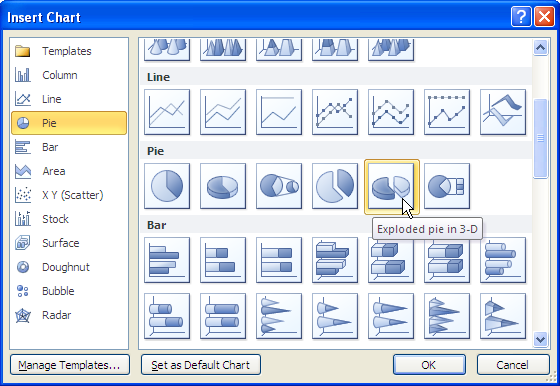 Insert Chart
Templates
Column
Line
Pie
Bar
Area
X Y (Scatter)
Stock
Surface
Doughnut
Bubble
Radar
Line
Pie
Exploded pie in 3-D
Bar
Manage Templates...
Set as Default Chart
OK
Cancel